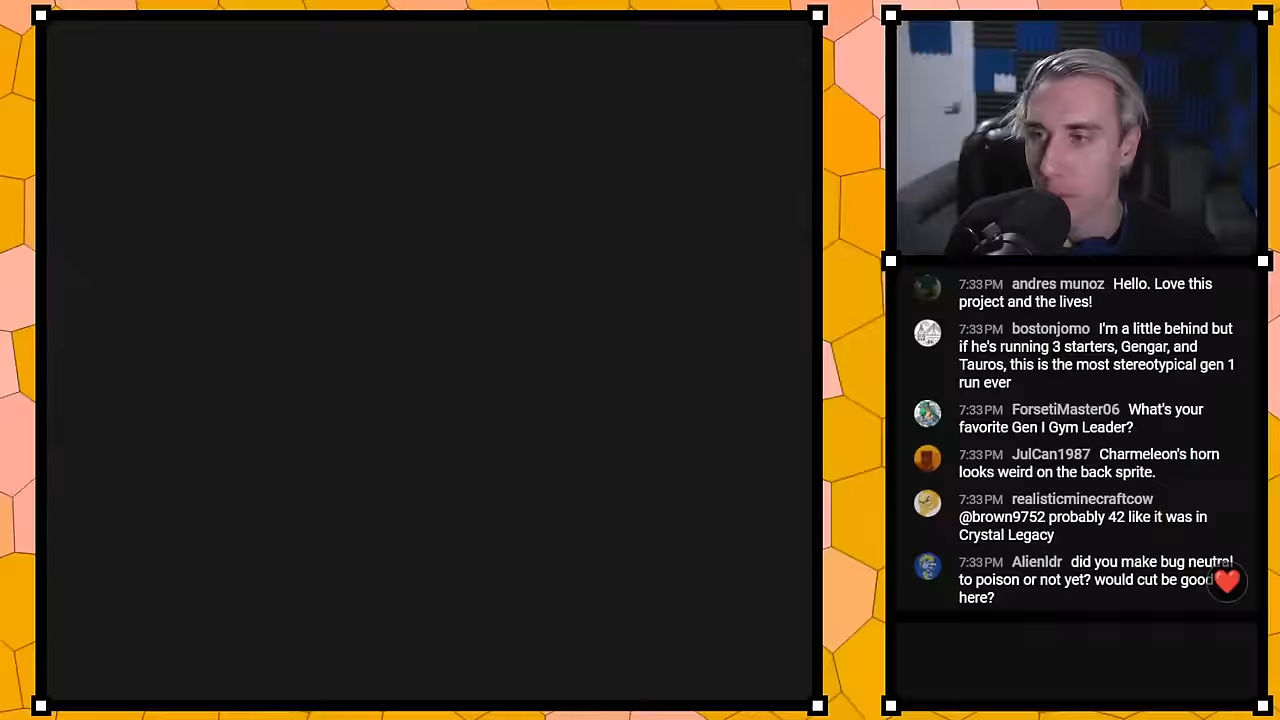 7:33 PM andres munoz Hello. Love this
project and the lives!
7:33 PM bostonjomo I'm a little behind but
if he's running 3 starters, Gengar, and
Tauros, this is the most stereotypical gen 1
run ever
7:33 PM ForsetiMaster06 What's your
favorite Gen I Gym Leader?
7:33 PM JulCan1987 Charmeleon's horn
looks weird on the back sprite.
7:33 PM realisticminecraftcow
@brown9752 probably 42 like it was in
Crystal Legacy
7:33 PM Alienldr did you make bug neutral
to poison or not yet? would cut be good
here?